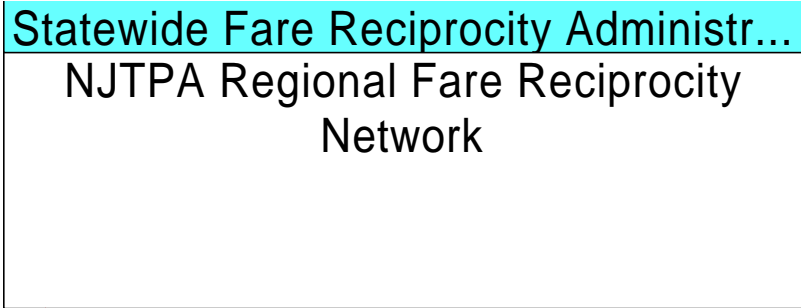 Statewide Fare Reciprocity Administr...
NJTPA Regional Fare Reciprocity
Network